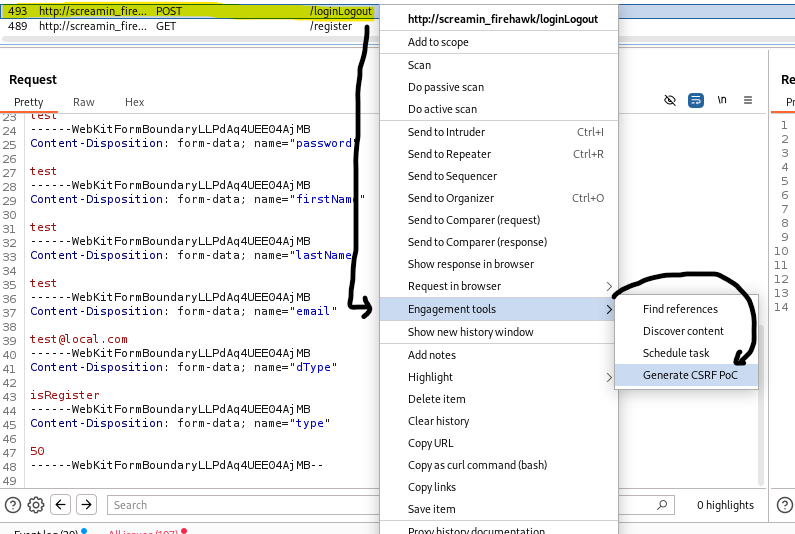 493 http://screamin_fire... POST /loginLogout
489 http://screamin_fire... GET /register
Request
Pretty Raw Hex
\n
23 test
24 ------WebKitFormBoundaryLLPdAq4UEE04AjMB
25 Content-Disposition: form-data; name="password"
26
27 test
28 ------WebKitFormBoundaryLLPdAq4UEE04AjMB
29 Content-Disposition: form-data; name="firstName"
30
31 test
32 ------WebKitFormBoundaryLLPdAq4UEE04AjMB
33 Content-Disposition: form-data; name="lastName
34
35 test
36 ------WebKitFormBoundaryLLPdAq4UEE04AjMB
37 Content-Disposition: form-data; name="email"
38
39 test@local.com
40 ------WebKitFormBoundaryLLPdAq4UEE04AjMB
41 Content-Disposition: form-data; name="dType"
42
43 isRegister
44 ------WebKitFormBoundaryLLPdAq4UEE04AjMB
45 Content-Disposition: form-data; name="type"
46
47 50
48 ------WebKitFormBoundaryLLPdAq4UEE04AjMB--
49
Search
0 highlights
Event log (20) All issues (107)
http://screamin_firehawk/loginLogout
Add to scope
Scan
Do passive scan
Do active scan
Send to Intruder Ctrl+I
Send to Repeater Ctrl+R
Send to Sequencer
Send to Organizer Ctrl+O
Send to Comparer (request)
Send to Comparer (response)
Show response in browser
Request in browser
Engagement tools
Show new history window
Add notes
Highlight
Delete item
Clear history
Copy URL
Copy as curl command (bash)
Copy links
Save item
Proxy history documentation
Find references
Discover content
Schedule task
Generate CSRF PoC
Re
Pr
1
2
3
4
5
6
7
8
9
10
11
12
13
14